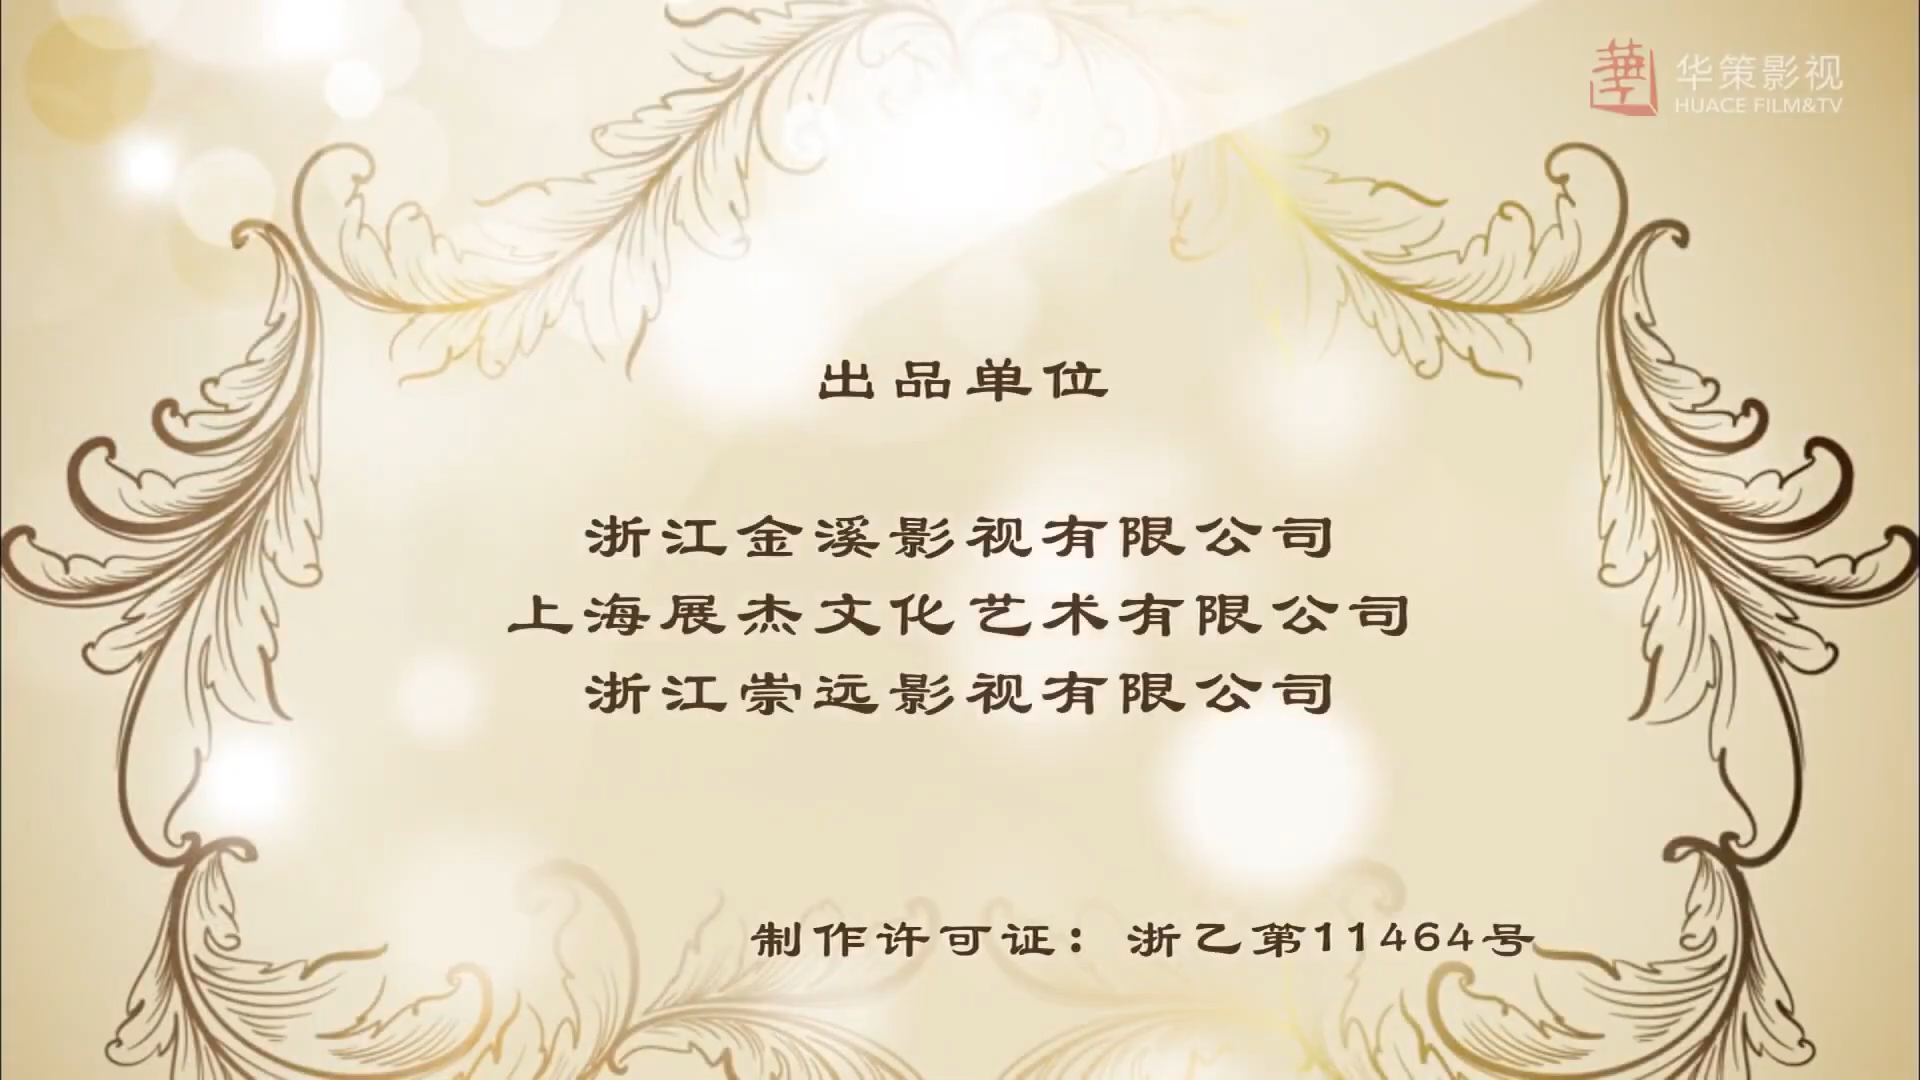 华策影视
HUACE FILM&TV
出品单位
浙江金溪影视有限公司
上海展杰文化艺术有限公司
浙江崇远影视有限公司
制作许可证：浙乙第11464号